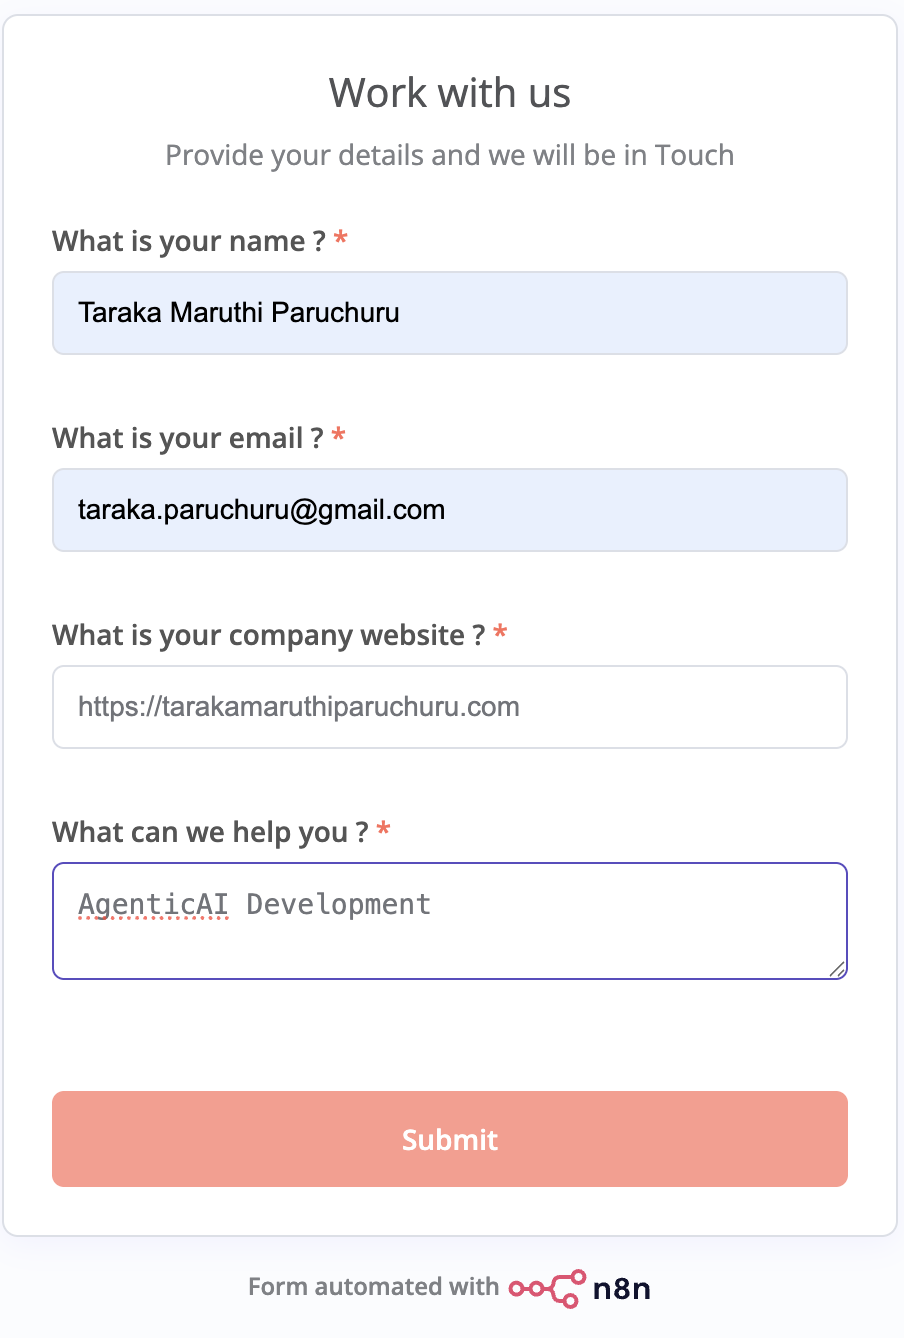 Work with us
Provide your details and we will be in Touch
What is your name ? *
Taraka Maruthi Paruchuru
What is your email ? *
taraka.paruchuru@gmail.com
What is your company website ? *
https://tarakamaruthiparuchuru.com
What can we help you ? *
AgenticAI Development
Submit
Form automated with n8n